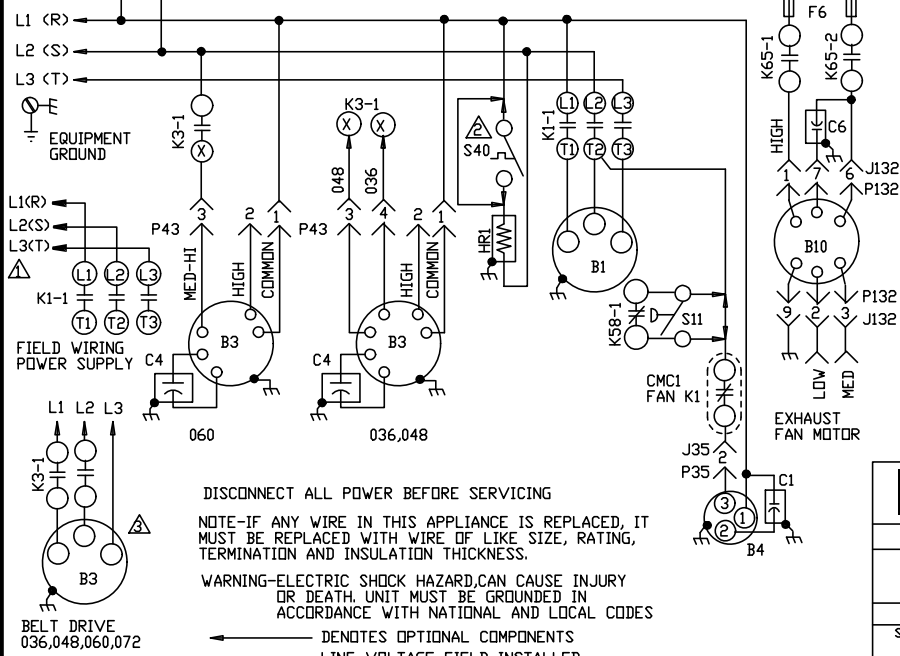 L1 (R)
L2 (S)
L3 (T)
EQUIPMENT
GROUND
K3-1
X
3
2
1
P43
MED-HI
HIGH
COMMON
B3
C4
060
K3-1
X
X
048
036
3
4
2
1
P43
HIGH
COMMON
B3
C4
036,048
2
S40
HR1
K1-1
L1
L2
L3
T1
T2
T3
B1
K58-1
S11
CMC1
FAN K1
J35
2
P35
3
1
2
C1
B4
F6
K65-1
K65-2
C6
HIGH
1
7
6
J132
P132
B10
P132
9
2
3
J132
LOW
MED
EXHAUST
FAN MOTOR
L1(R)
L2(S)
L3(T)
1
L1
L2
L3
K1-1
T1
T2
T3
FIELD WIRING
POWER SUPPLY
L1
L2
L3
K3-1
3
B3
BELT DRIVE
036,048,060,072
DISCONNECT ALL POWER BEFORE SERVICING
NOTE-IF ANY WIRE IN THIS APPLIANCE IS REPLACED, IT
MUST BE REPLACED WITH WIRE OF LIKE SIZE, RATING,
TERMINATION AND INSULATION THICKNESS.
WARNING-ELECTRIC SHOCK HAZARD,CAN CAUSE INJURY
OR DEATH. UNIT MUST BE GROUNDED IN
ACCORDANCE WITH NATIONAL AND LOCAL CODES
DENOTES OPTIONAL COMPONENTS
LINE VOLTAGE FIELD INSTALLED
S